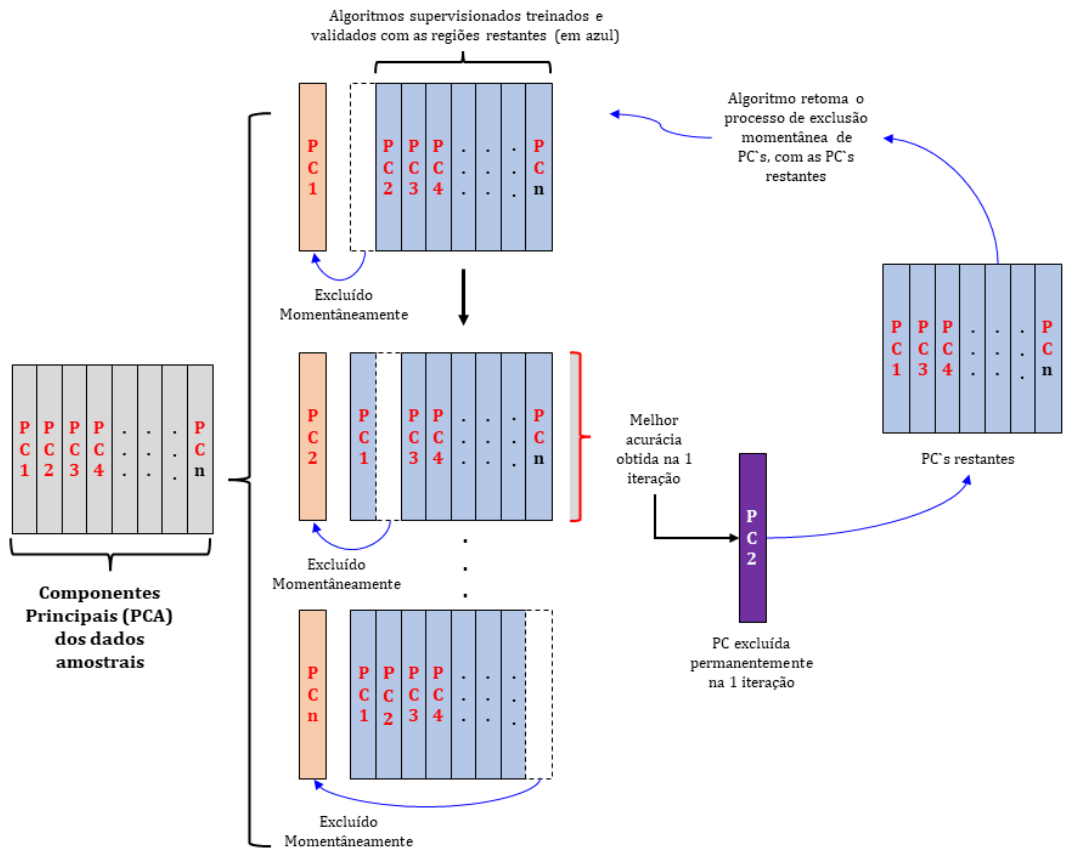 Algoritmos supervisionados treinados e
validados com as regiões restantes (em azul)
PC1
PC2 PC3 PC4 . . . . . . . . . PCn
Excluído
Momentâneamente
Algoritmo retoma o
processo de exclusão
momentânea de
PC`s, com as PC`s
restantes
PC1 PC3 PC4 . . . . . . . . . PCn
PC`s restantes
PC2
PC1 PC3 PC4 . . . . . . . . . PCn
Excluído
Momentâneamente
Melhor
acurácia
obtida na 1
iteração
PC2
PC excluída
permanentemente
na 1 iteração
PC1 PC2 PC3 PC4 . . . . . . . . . PCn
Componentes
Principais (PCA)
dos dados
amostrais
. . .
PCn
PC1 PC2 PC3 PC4 . . . . . . . . .
Excluído
Momentâneamente